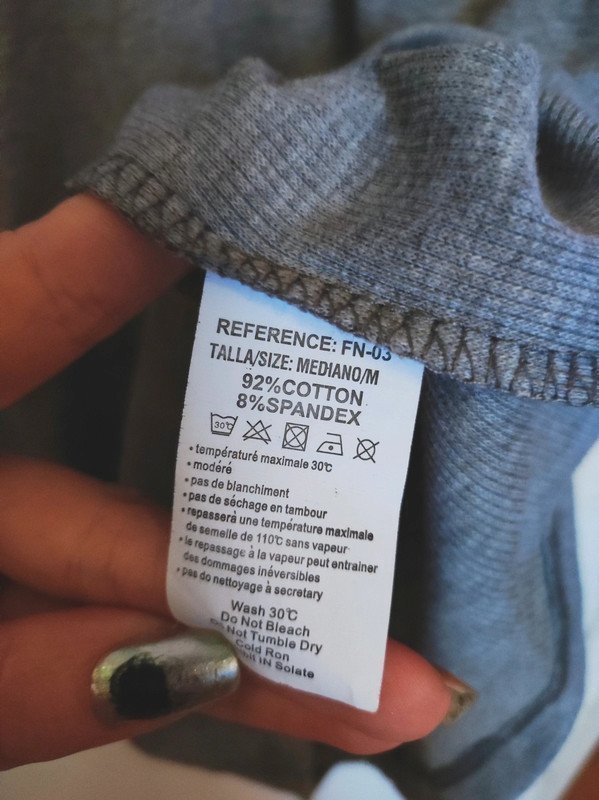 REFERENCE: FN-03
TALLA/SIZE: MEDIANO/M
92%COTTON
8%SPANDEX
30℃
• températuré maximale 30℃
• modéré
• pas de blanchiment
• pas de séchage en tambour
• repasserà une température maximale
de semelle de 110℃ sans vapeur
• le repassage à la vapeur peut entrainer
des dommages inéversibles
• pas do nettoyage à secretary
Wash 30℃
Do Not Bleach
Not Tumble Dry
Cold Ron
IN Solate